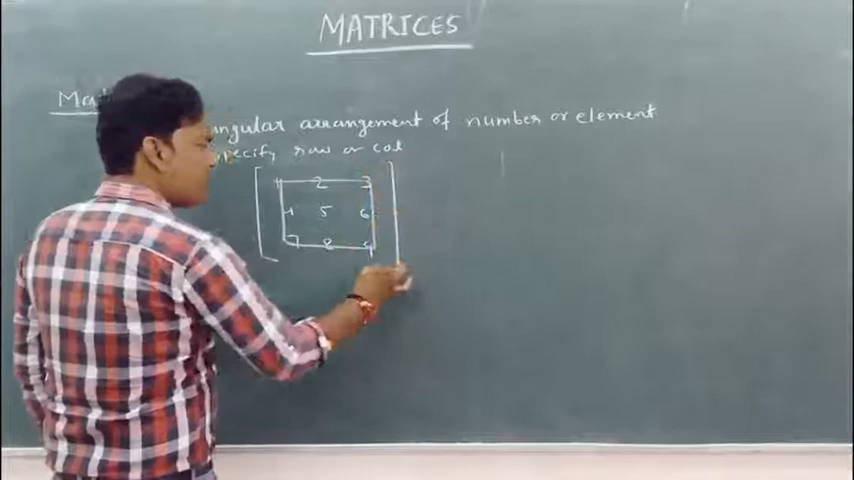 MATRICES
angular arrangement of number or element
specify row or col
1 2 3
4 5 6
7 8 9